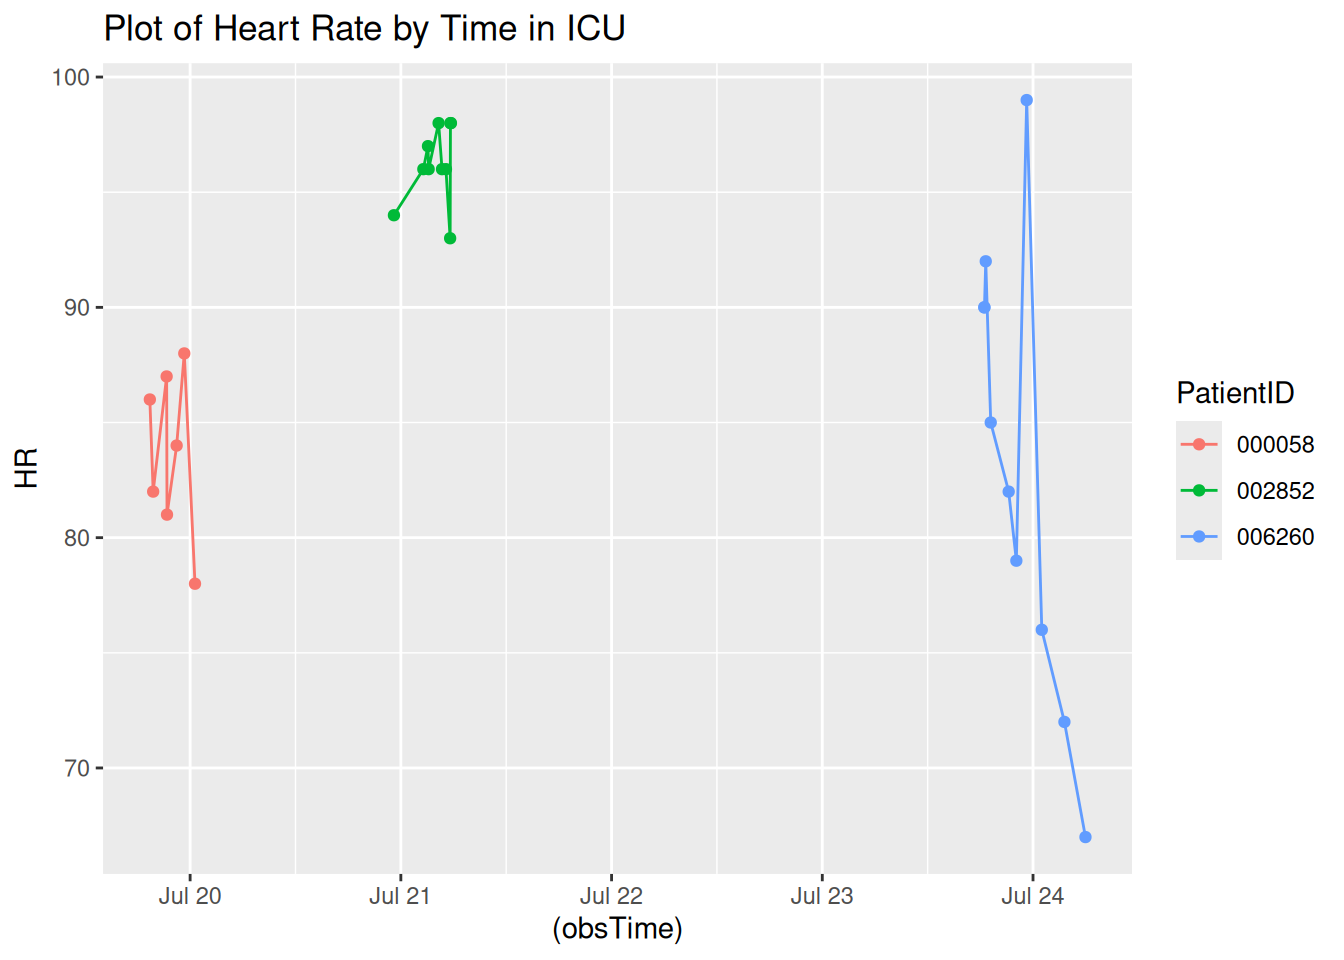 Plot of Heart Rate by Time in ICU
100
90
80
70
HR
Jul 20
Jul 21
Jul 22
Jul 23
Jul 24
(obsTime)
PatientID
000058
002852
006260